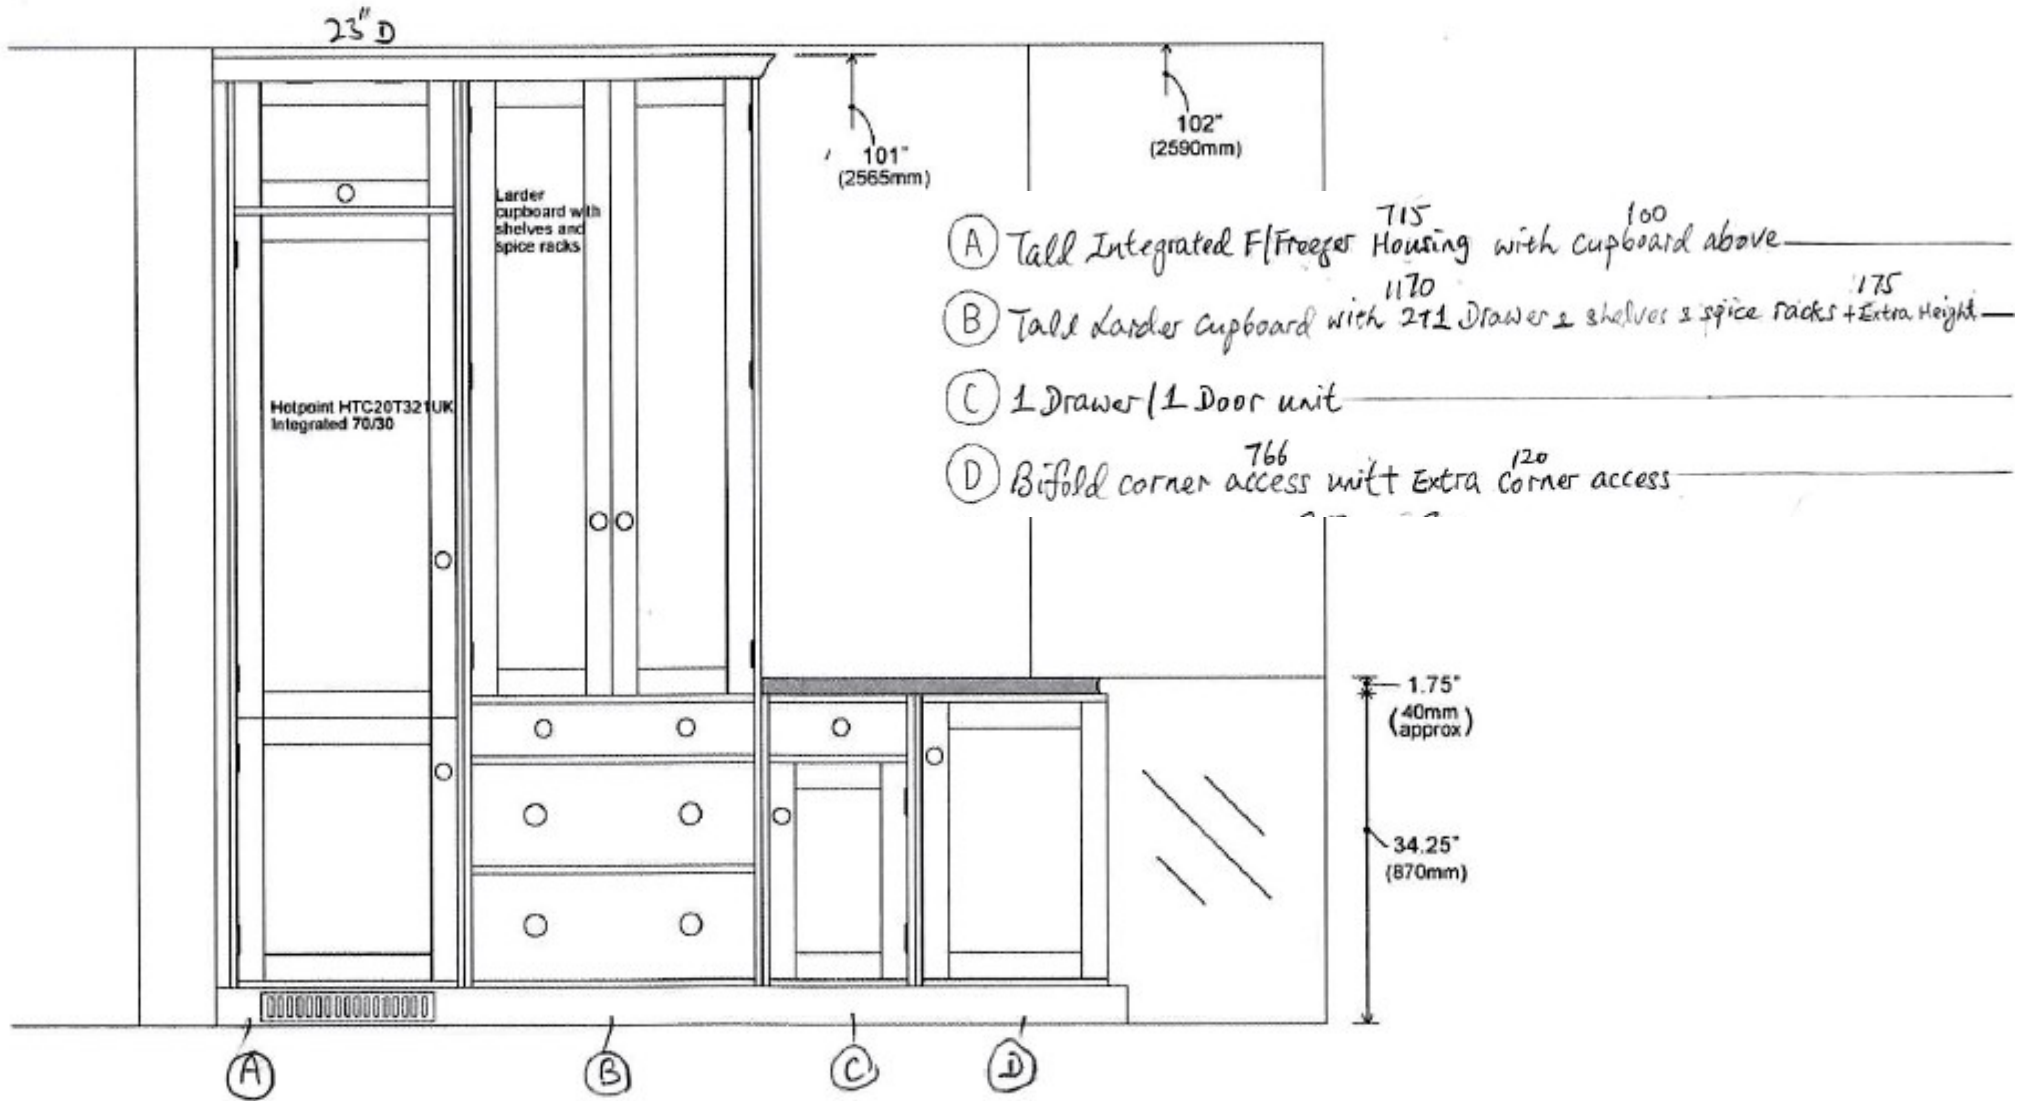 23" D
101"
(2565mm)
102"
(2590mm)
Larder
cupboard with
shelves and
spice racks
715 100
A Tall Integrated F/Freezer Housing with cupboard above
1170 175
B Tall Larder Cupboard with 2+1 Drawers shelves & spice racks + Extra Height
C 1 Drawer/1 Door unit
766 120
D Bifold corner access unit + Extra corner access
Hotpoint HTC20T321UK
Integrated 70/30
1.75"
(40mm
approx)
34.25"
(870mm)
A B C D